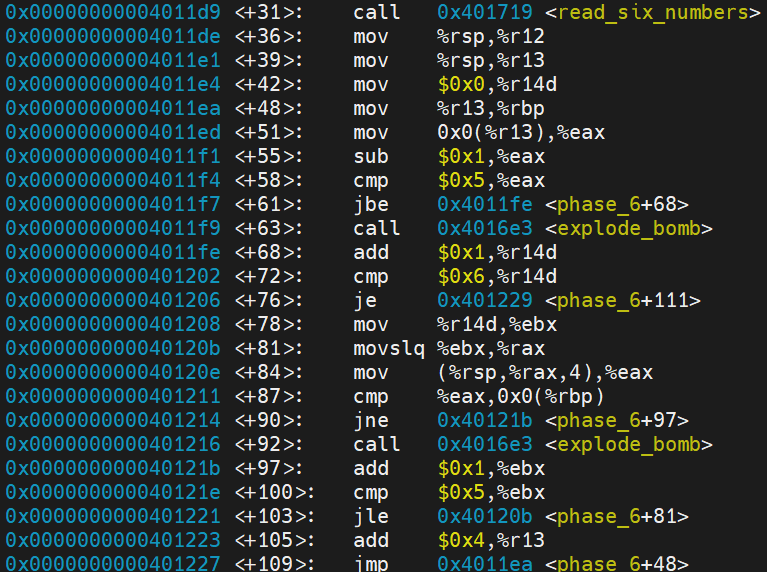 0x00000000004011d9 <+31>: call 0x401719 <read_six_numbers>
0x00000000004011de <+36>: mov %rsp,%r12
0x00000000004011e1 <+39>: mov %rsp,%r13
0x00000000004011e4 <+42>: mov $0x0,%r14d
0x00000000004011ea <+48>: mov %r13,%rbp
0x00000000004011ed <+51>: mov 0x0(%r13),%eax
0x00000000004011f1 <+55>: sub $0x1,%eax
0x00000000004011f4 <+58>: cmp $0x5,%eax
0x00000000004011f7 <+61>: jbe 0x4011fe <phase_6+68>
0x00000000004011f9 <+63>: call 0x4016e3 <explode_bomb>
0x00000000004011fe <+68>: add $0x1,%r14d
0x0000000000401202 <+72>: cmp $0x6,%r14d
0x0000000000401206 <+76>: je 0x401229 <phase_6+111>
0x0000000000401208 <+78>: mov %r14d,%ebx
0x000000000040120b <+81>: movslq %ebx,%rax
0x000000000040120e <+84>: mov (%rsp,%rax,4),%eax
0x0000000000401211 <+87>: cmp %eax,0x0(%rbp)
0x0000000000401214 <+90>: jne 0x40121b <phase_6+97>
0x0000000000401216 <+92>: call 0x4016e3 <explode_bomb>
0x000000000040121b <+97>: add $0x1,%ebx
0x000000000040121e <+100>: cmp $0x5,%ebx
0x0000000000401221 <+103>: jle 0x40120b <phase_6+81>
0x0000000000401223 <+105>: add $0x4,%r13
0x0000000000401227 <+109>: jmp 0x4011ea <phase_6+48>